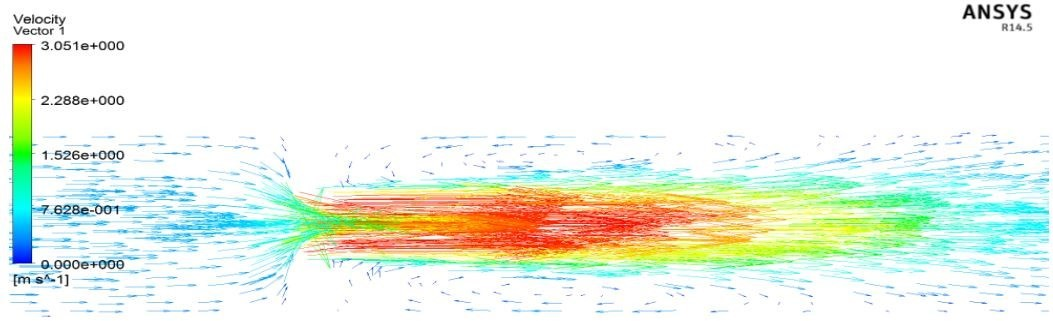 Velocity
Vector 1
3.051e+000
2.288e+000
1.526e+000
7.628e-001
0.000e+000
[m s^-1]
ANSYS
R14.5